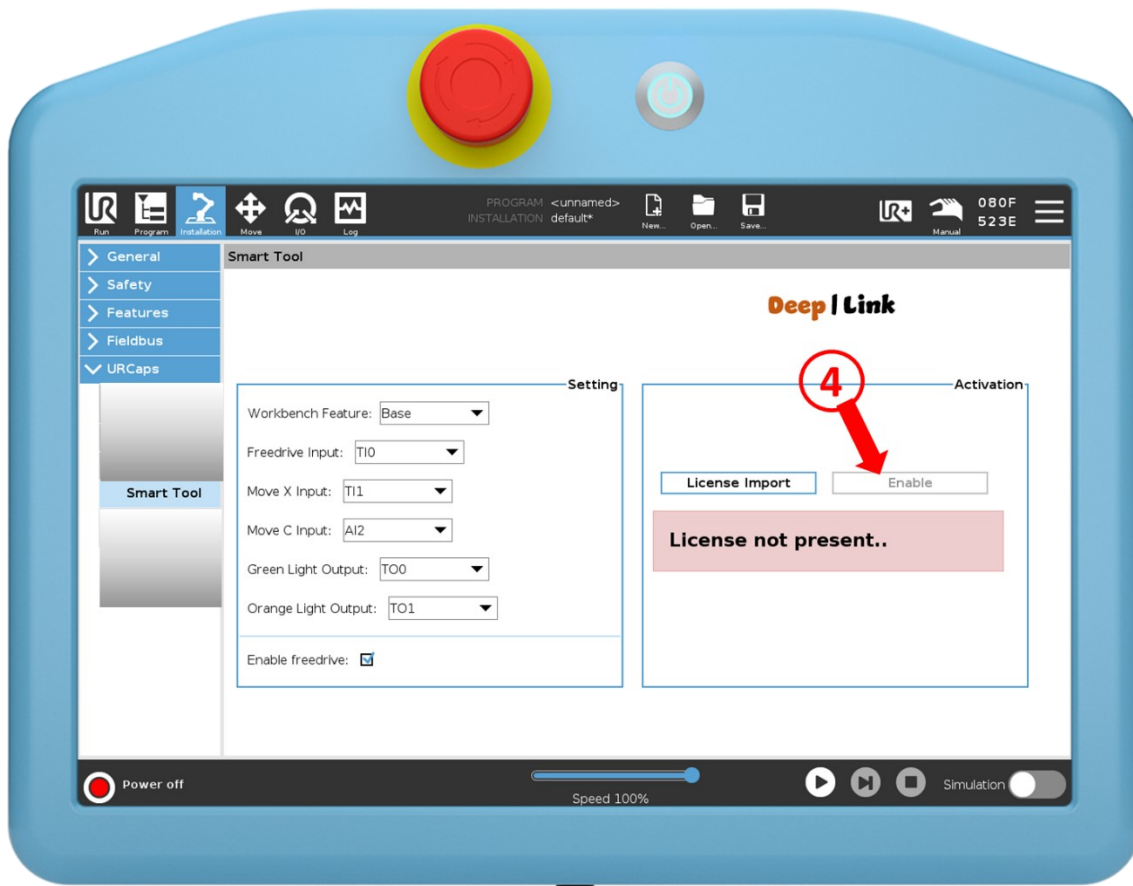 PROGRAM <unnamed>
INSTALLATION default*
UR
UR+
080F
523E
Run Program Installation Move I/O Log New... Open... Save... Manual
General
Smart Tool
Safety
Features
Fieldbus
URCaps
Smart Tool
Deep | Link
Setting
Workbench Feature: Base
Freedrive Input: TI0
Move X Input: TI1
Move C Input: AI2
Green Light Output: TO0
Orange Light Output: TO1
Enable freedrive:
4
Activation
License Import
Enable
License not present..
Power off
Speed 100%
Simulation